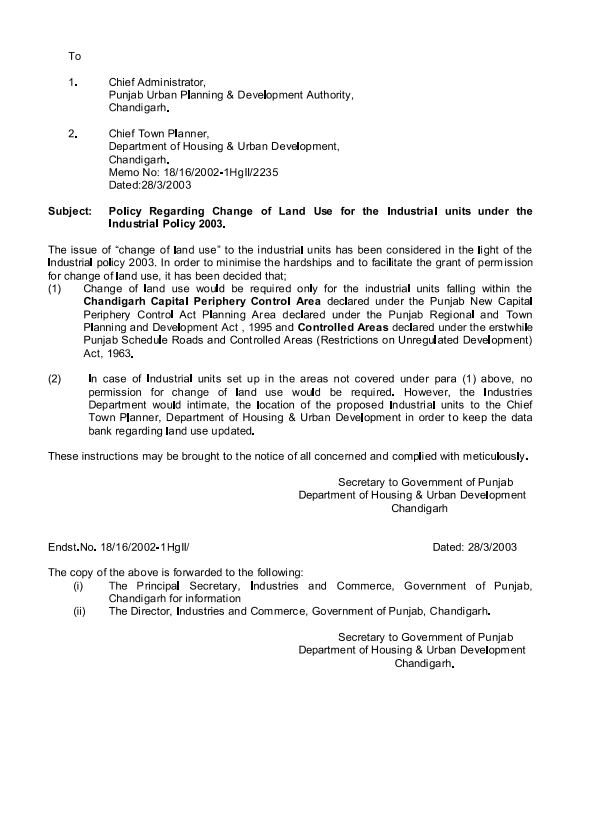 To
1. Chief Administrator,
Punjab Urban Planning & Development Authority,
Chandigarh.
2. Chief Town Planner,
Department of Housing & Urban Development,
Chandigarh.
Memo No: 18/16/2002-1HgII/2235
Dated:28/3/2003
Subject: Policy Regarding Change of Land Use for the Industrial units under the
Industrial Policy 2003.
The issue of “change of land use” to the industrial units has been considered in the light of the
Industrial policy 2003. In order to minimise the hardships and to facilitate the grant of permission
for change of land use, it has been decided that;
(1) Change of land use would be required only for the industrial units falling within the
Chandigarh Capital Periphery Control Area declared under the Punjab New Capital
Periphery Control Act Planning Area declared under the Punjab Regional and Town
Planning and Development Act , 1995 and Controlled Areas declared under the erstwhile
Punjab Schedule Roads and Controlled Areas (Restrictions on Unregulated Development)
Act, 1963.
(2) In case of Industrial units set up in the areas not covered under para (1) above, no
permission for change of land use would be required. However, the Industries
Department would intimate, the location of the proposed Industrial units to the Chief
Town Planner, Department of Housing & Urban Development in order to keep the data
bank regarding land use updated.
These instructions may be brought to the notice of all concerned and complied with meticulously.
Secretary to Government of Punjab
Department of Housing & Urban Development
Chandigarh
Endst.No. 18/16/2002-1HgII/ Dated: 28/3/2003
The copy of the above is forwarded to the following:
(i) The Principal Secretary, Industries and Commerce, Government of Punjab,
Chandigarh for information
(ii) The Director, Industries and Commerce, Government of Punjab, Chandigarh.
Secretary to Government of Punjab
Department of Housing & Urban Development
Chandigarh.